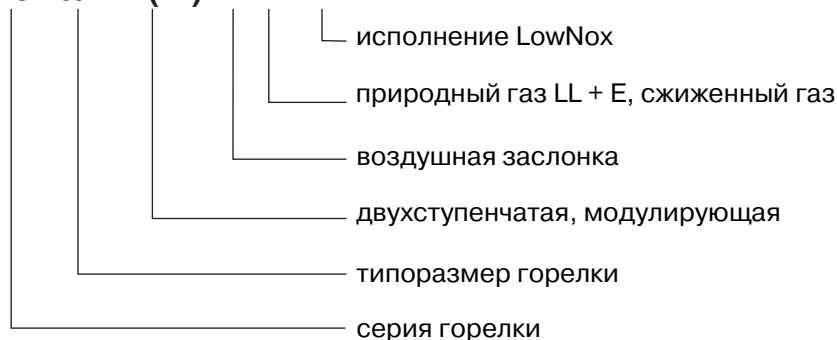 исполнение LowNox
природный газ LL + E, сжиженный газ
воздушная заслонка
двухступенчатая, модулирующая
типоразмер горелки
серия горелки